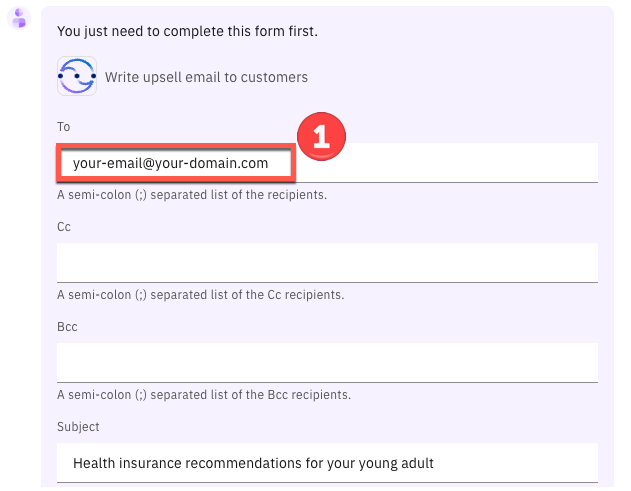 You just need to complete this form first.
Write upsell email to customers
To
1
your-email@your-domain.com
A semi-colon (;) separated list of the recipients.
Cc
A semi-colon (;) separated list of the Cc recipients.
Bcc
A semi-colon (;) separated list of the Bcc recipients.
Subject
Health insurance recommendations for your young adult